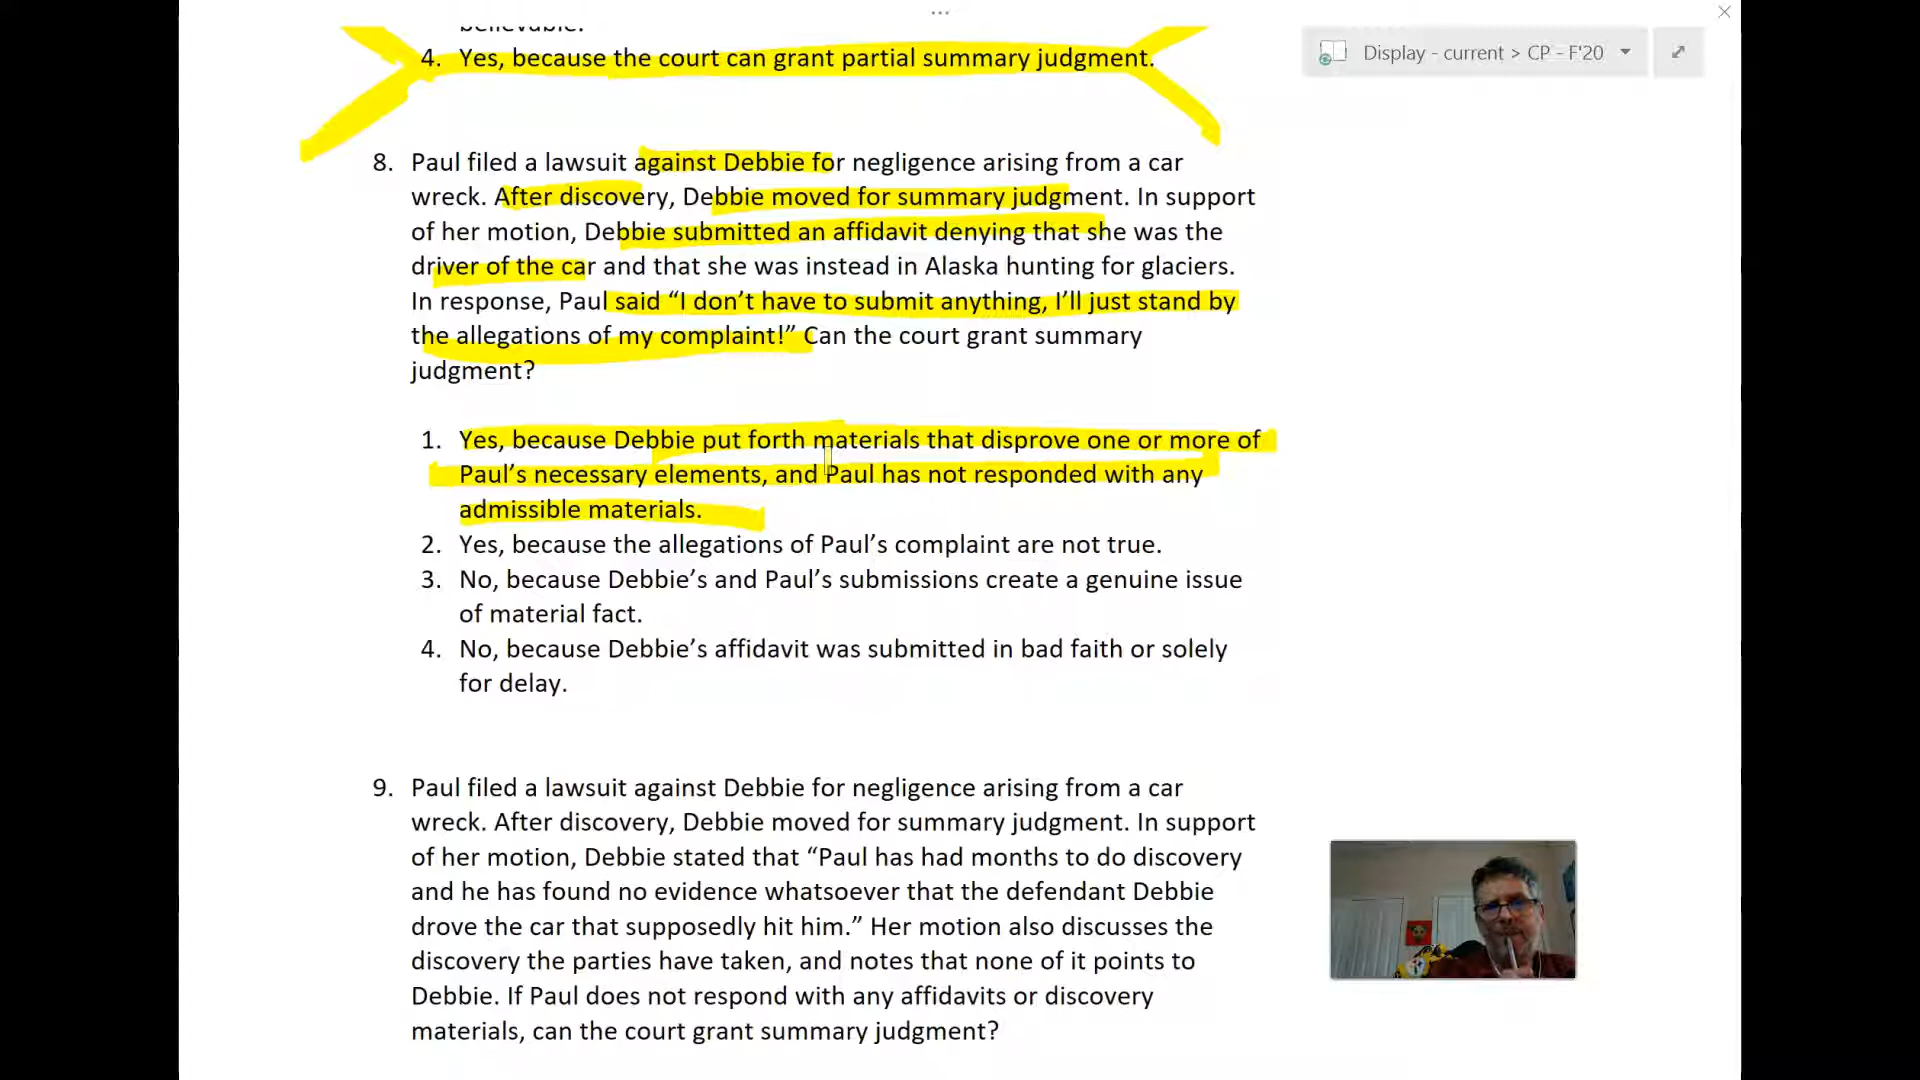 believable.
4. Yes, because the court can grant partial summary judgment.
Display - current > CP - F'20
8. Paul filed a lawsuit against Debbie for negligence arising from a car
wreck. After discovery, Debbie moved for summary judgment. In support
of her motion, Debbie submitted an affidavit denying that she was the
driver of the car and that she was instead in Alaska hunting for glaciers.
In response, Paul said “I don’t have to submit anything, I’ll just stand by
the allegations of my complaint!” Can the court grant summary
judgment?
1. Yes, because Debbie put forth materials that disprove one or more of
Paul’s necessary elements, and Paul has not responded with any
admissible materials.
2. Yes, because the allegations of Paul’s complaint are not true.
3. No, because Debbie’s and Paul’s submissions create a genuine issue
of material fact.
4. No, because Debbie’s affidavit was submitted in bad faith or solely
for delay.
9. Paul filed a lawsuit against Debbie for negligence arising from a car
wreck. After discovery, Debbie moved for summary judgment. In support
of her motion, Debbie stated that “Paul has had months to do discovery
and he has found no evidence whatsoever that the defendant Debbie
drove the car that supposedly hit him.” Her motion also discusses the
discovery the parties have taken, and notes that none of it points to
Debbie. If Paul does not respond with any affidavits or discovery
materials, can the court grant summary judgment?